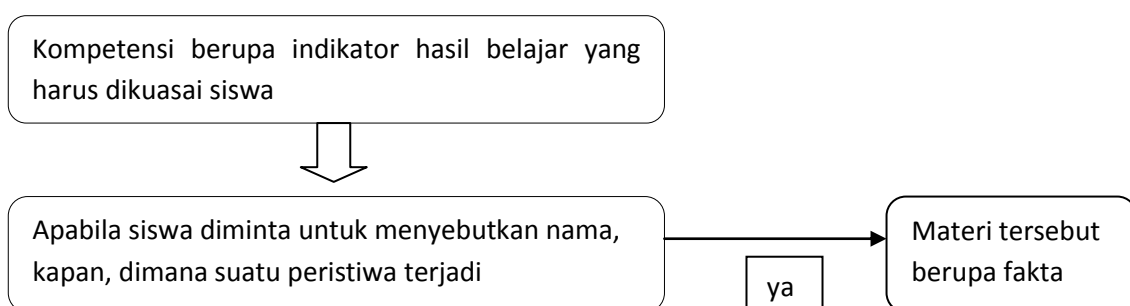 Kompetensi berupa indikator hasil belajar yang
harus dikuasai siswa
Apabila siswa diminta untuk menyebutkan nama,
kapan, dimana suatu peristiwa terjadi
ya
Materi tersebut
berupa fakta